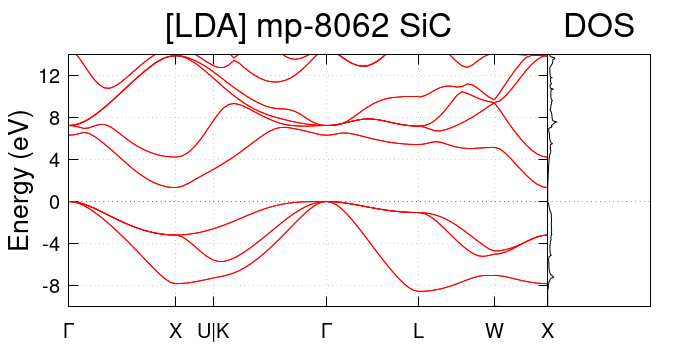 [LDA] mp-8062 SiC DOS
Energy (eV)
12
8
4
0
-4
-8
Γ X U|K Γ L W X